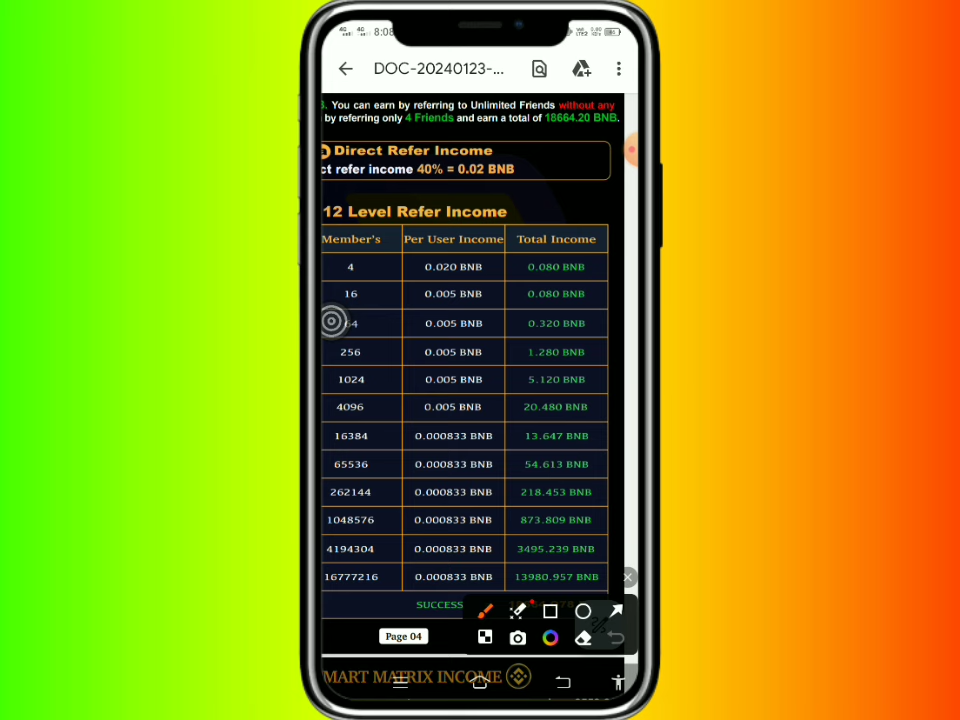 8:08
DOC-20240123-...
3. You can earn by referring to Unlimited Friends without any
by referring only 4 Friends and earn a total of 18664.20 BNB.
Direct Refer Income
ct refer income 40% = 0.02 BNB
12 Level Refer Income
Member's Per User Income Total Income
4 0.020 BNB 0.080 BNB
16 0.005 BNB 0.080 BNB
64 0.005 BNB 0.320 BNB
256 0.005 BNB 1.280 BNB
1024 0.005 BNB 5.120 BNB
4096 0.005 BNB 20.480 BNB
16384 0.000833 BNB 13.647 BNB
65536 0.000833 BNB 54.613 BNB
262144 0.000833 BNB 218.453 BNB
1048576 0.000833 BNB 873.809 BNB
4194304 0.000833 BNB 3495.239 BNB
16777216 0.000833 BNB 13980.957 BNB
SUCCESS
Page 04
MART MATRIX INCOME